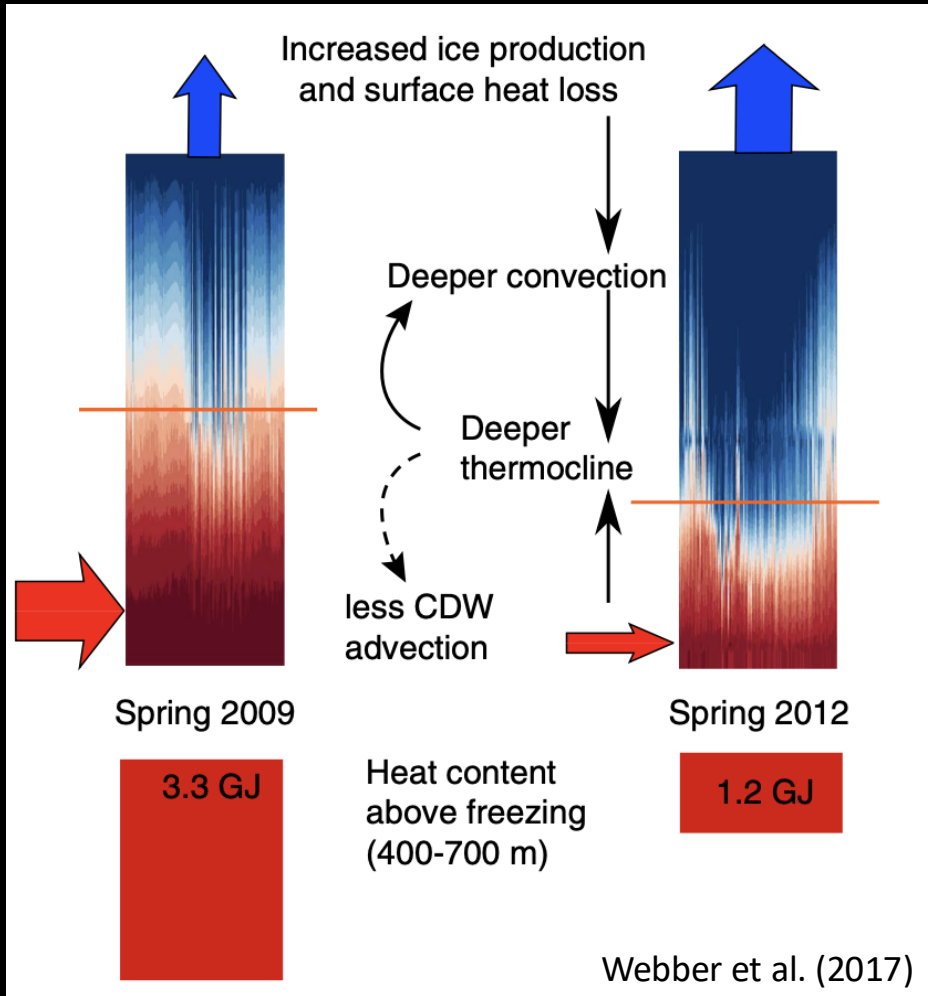 Increased ice production
and surface heat loss
Deeper convection
Deeper
thermocline
less CDW
advection
Spring 2009
Spring 2012
3.3 GJ
Heat content
above freezing
(400-700 m)
1.2 GJ
Webber et al. (2017)